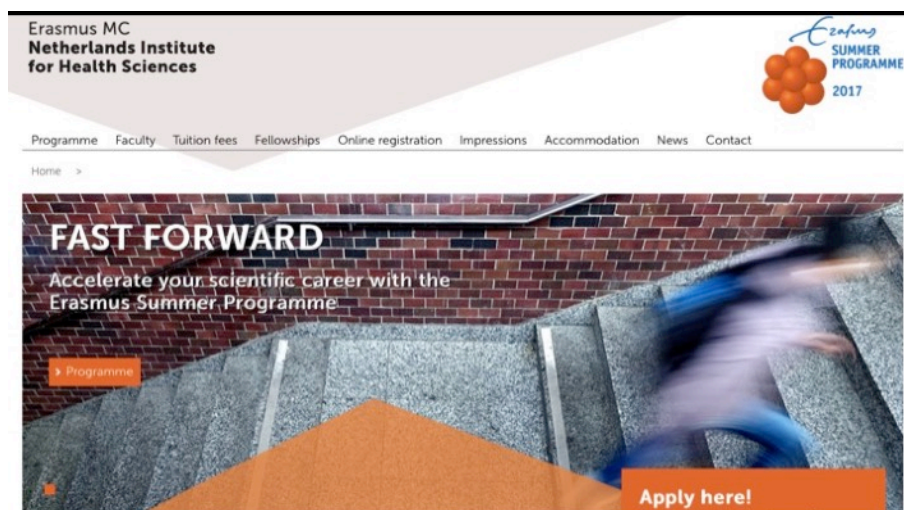 Erasmus MC
Netherlands Institute
for Health Sciences
Erasmus
SUMMER
PROGRAMME
2017
Programme Faculty Tuition fees Fellowships Online registration Impressions Accommodation News Contact
Home >
FAST FORWARD
Accelerate your scientific career with the
Erasmus Summer Programme
› Programme
Apply here!